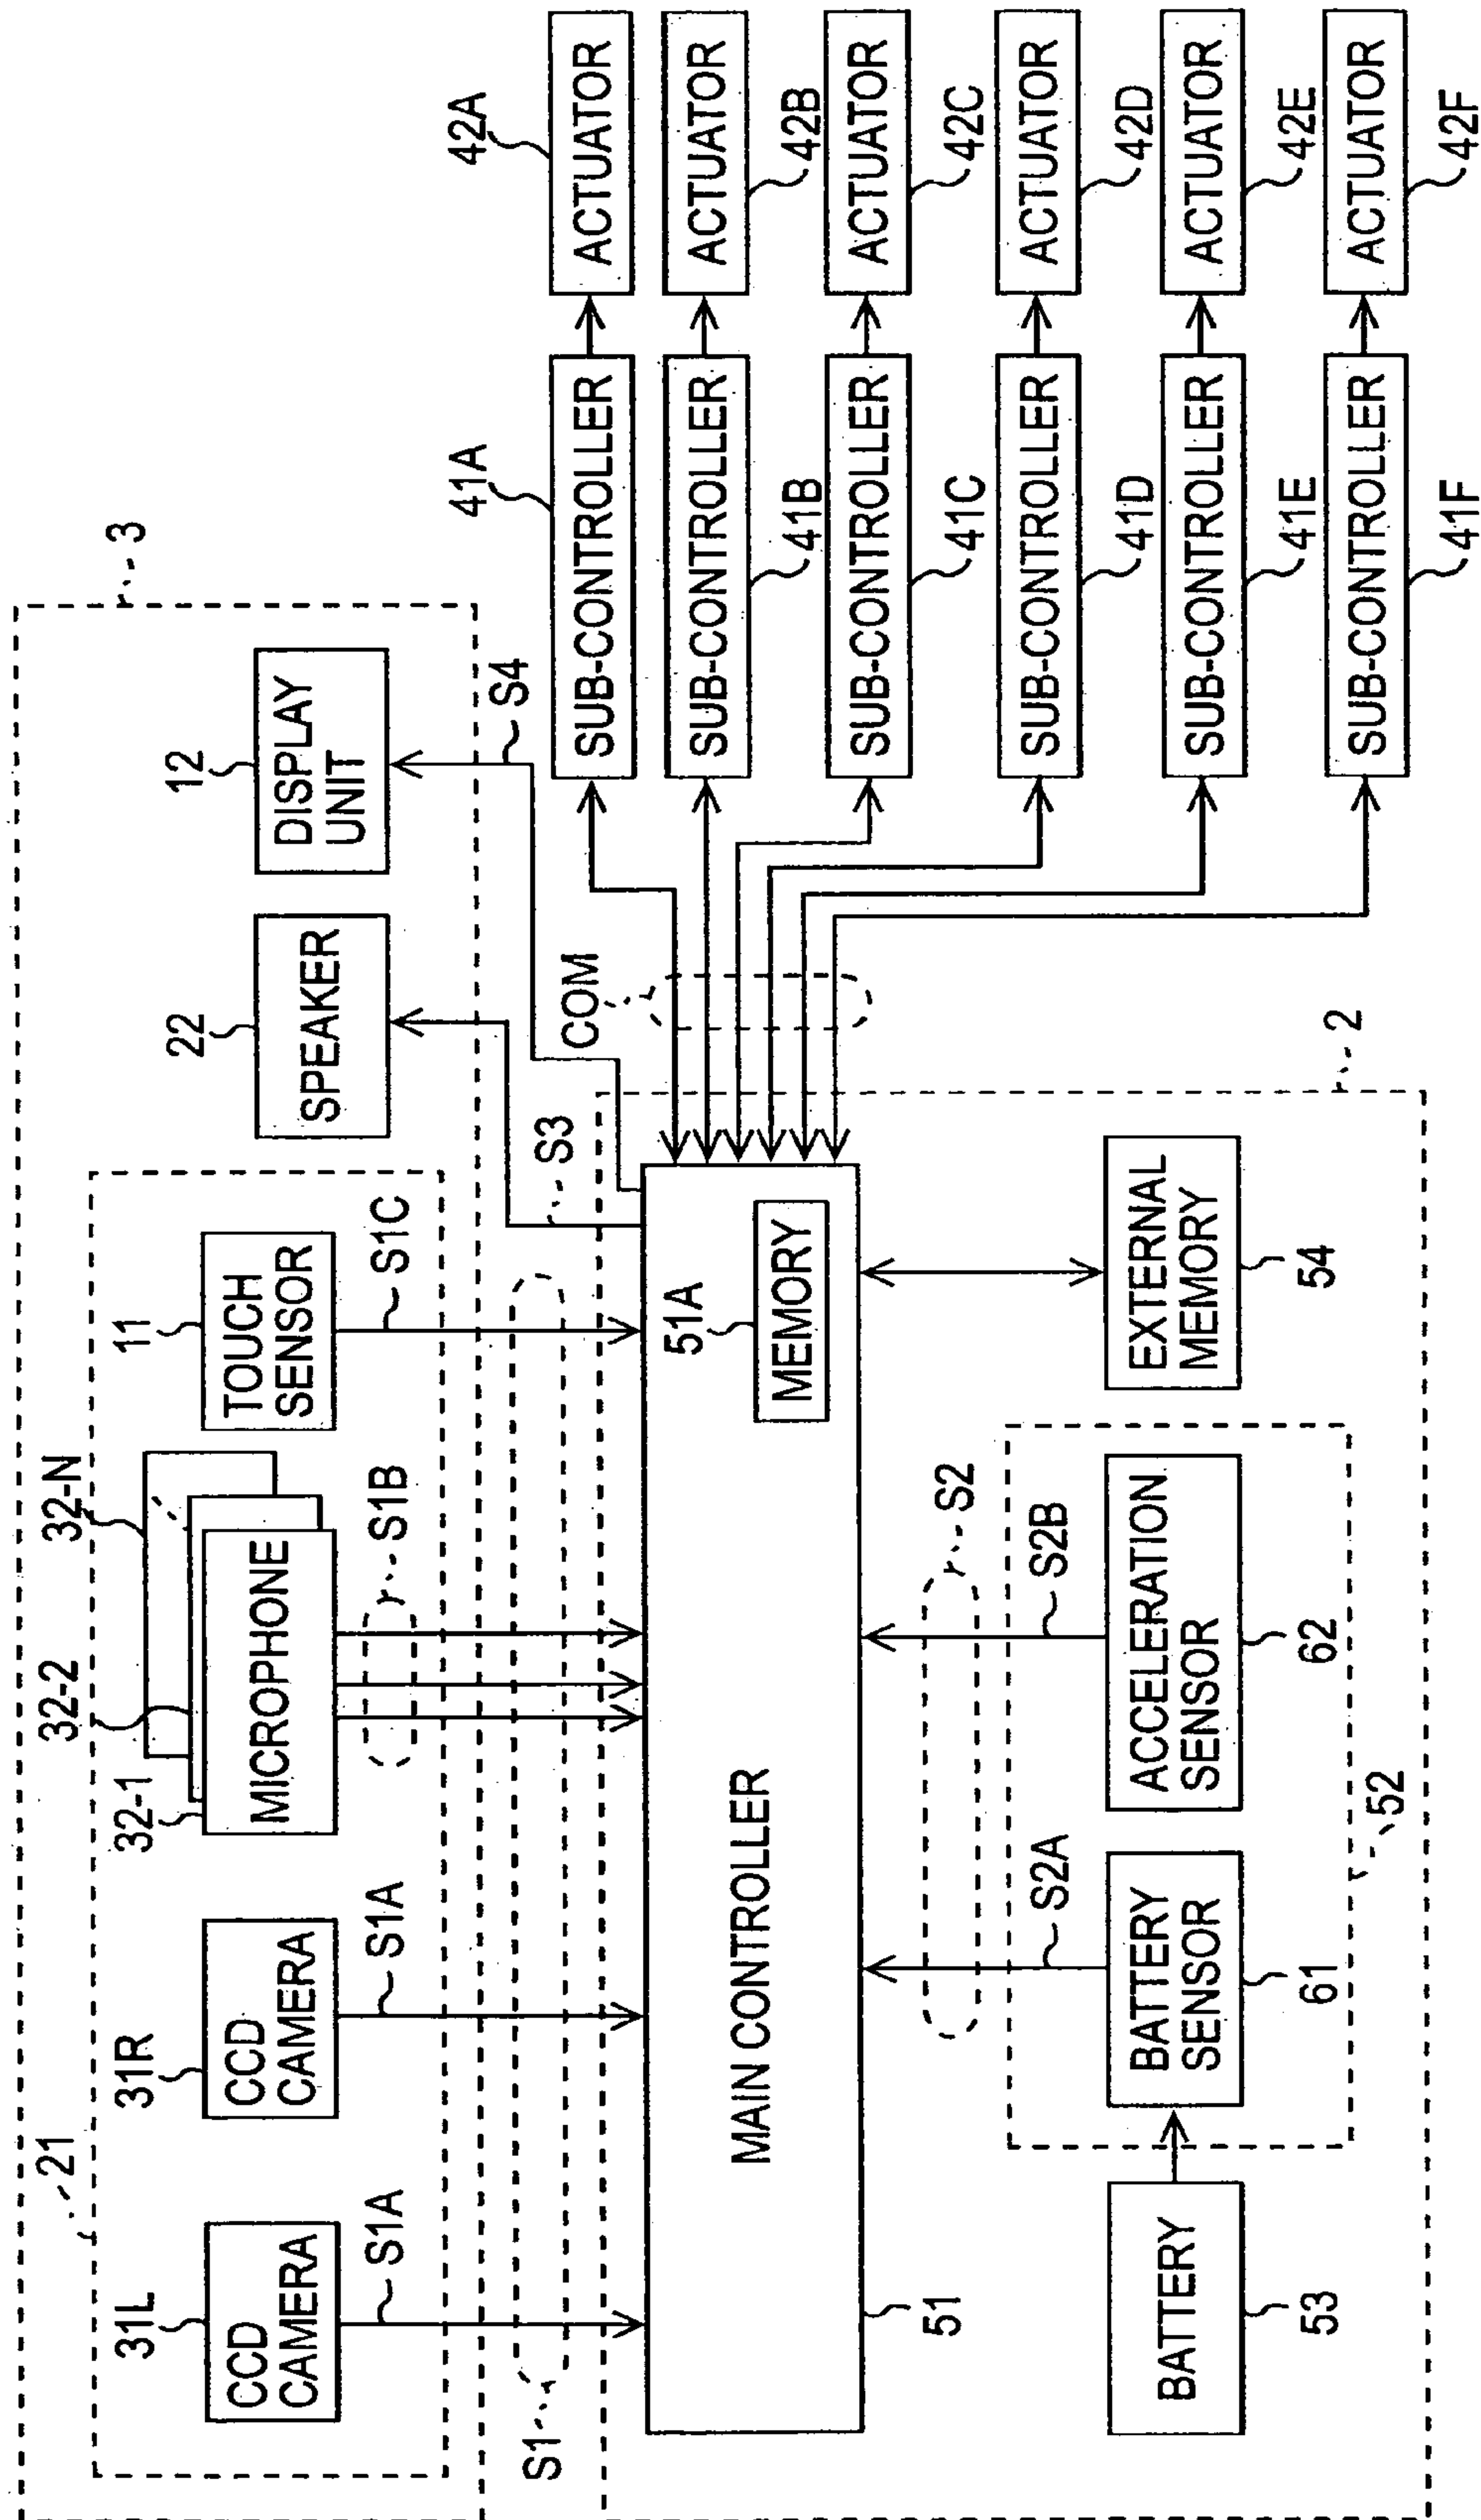 3
21
31L
CCD
CAMERA
31R
CCD
CAMERA
32-1
32-2
32-N
MICROPHONE
11
TOUCH
SENSOR
22
SPEAKER
12
DISPLAY
UNIT
S1A
S1A
S1B
S1C
S1
S3
S4
COM
51
MAIN CONTROLLER
51A
MEMORY
S2A
S2B
S2
53
BATTERY
61
BATTERY
SENSOR
62
ACCELERATION
SENSOR
52
54
EXTERNAL
MEMORY
2
41A
SUB-CONTROLLER
42A
ACTUATOR
SUB-CONTROLLER
41B
ACTUATOR
42B
SUB-CONTROLLER
41C
ACTUATOR
42C
SUB-CONTROLLER
41D
ACTUATOR
42D
SUB-CONTROLLER
41E
ACTUATOR
42E
SUB-CONTROLLER
41F
ACTUATOR
42F